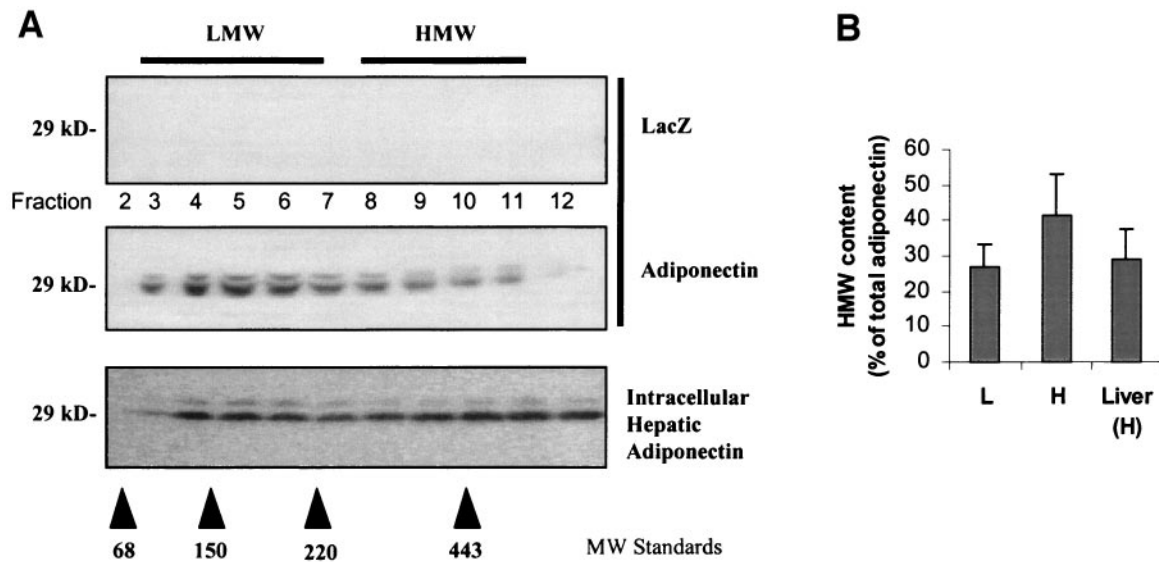 A
LMW HMW
29 kD-
LacZ
Fraction 2 3 4 5 6 7 8 9 10 11 12
29 kD-
Adiponectin
29 kD-
Intracellular
Hepatic
Adiponectin
68 150 220 443 MW Standards
B
HMW content
(% of total adiponectin)
60
50
40
30
20
10
0
L H Liver
(H)